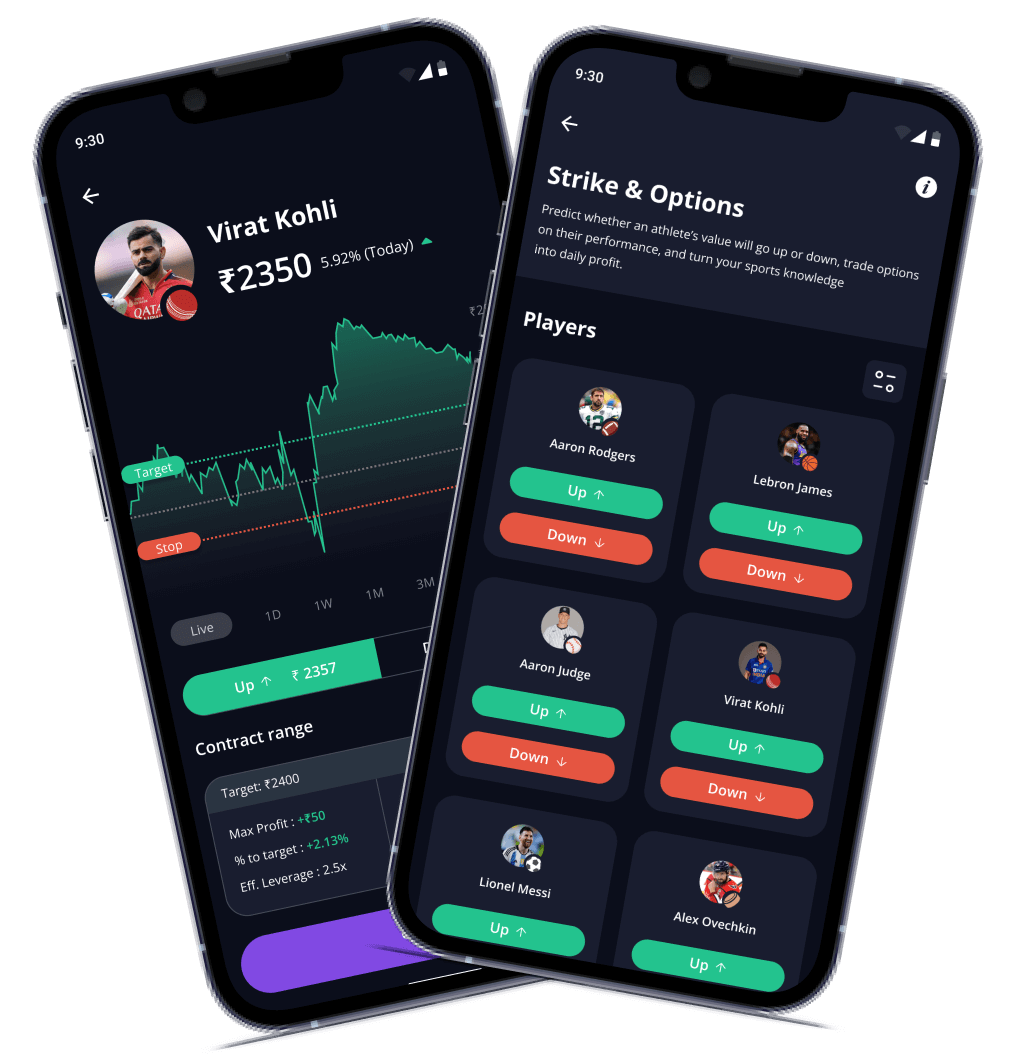 9:30
Virat Kohli
₹2350 5.92% (Today)
Target
Stop
Live 1D 1W 1M 3M
Up ↑ ₹ 2357
Contract range
Target: ₹2400
Max Profit : +₹50
% to target : +2.13%
Eff. Leverage : 2.5x
QATA
9:30
Strike & Options
Predict whether an athlete's value will go up or down, trade options
on their performance, and turn your sports knowledge
into daily profit.
Players
Aaron Rodgers
Up ↑
Down ↓
Lebron James
Up ↑
Down ↓
Aaron Judge
Up ↑
Down ↓
Virat Kohli
Up ↑
Down ↓
Lionel Messi
Up ↑
Alex Ovechkin
Up ↑